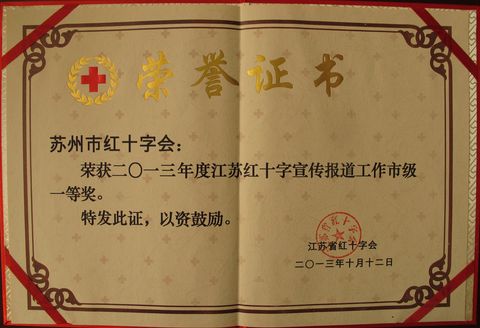 荣誉证书
苏州市红十字会：
荣获二〇一三年度江苏红十字宣传报道工作市级
一等奖。
特发此证，以资鼓励。
江苏省红十字会
二〇一三年十月十二日